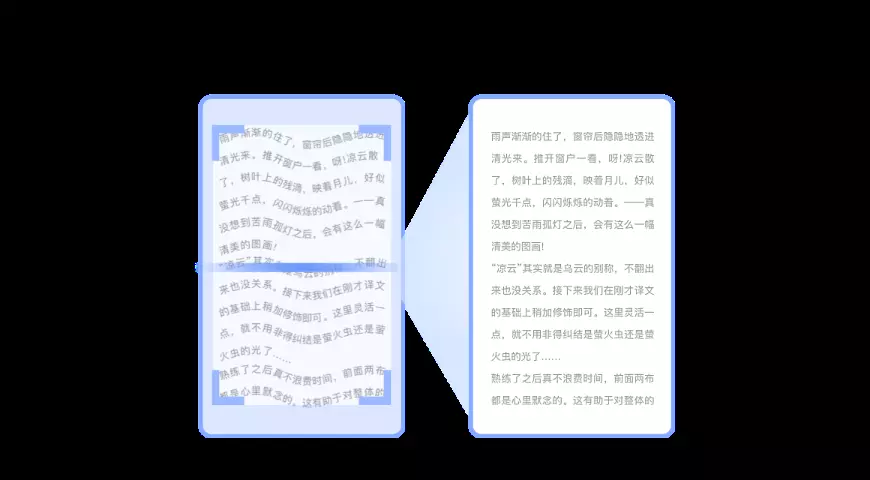 雨声渐渐的住了，窗帘后隐隐地透进
清光来。推开窗户一看，呀!凉云散
了，树叶上的残滴，映着月儿，好似
萤光千点，闪闪烁烁的动着。——真
没想到苦雨孤灯之后，会有这么一幅
清美的图画!
“凉云”其实就是乌云的别称，不翻出
来也没关系。接下来我们在刚才译文
的基础上稍加修饰即可。这里灵活一
点，就不用非得纠结是萤火虫还是萤
火虫的光了……
熟练了之后真不浪费时间，前面两布
都是心里默念的。这有助于对整体的
雨声渐渐的住了，窗帘后隐隐地透进
清光来。推开窗户一看，呀!凉云散
了，树叶上的残滴，映着月儿，好似
萤光千点，闪闪烁烁的动着。——真
没想到苦雨孤灯之后，会有这么一幅
清美的图画!
“凉云”其实就是乌云的别称，不翻出
来也没关系。接下来我们在刚才译文
的基础上稍加修饰即可。这里灵活一
点，就不用非得纠结是萤火虫还是萤
火虫的光了……
熟练了之后真不浪费时间，前面两布
都是心里默念的。这有助于对整体的